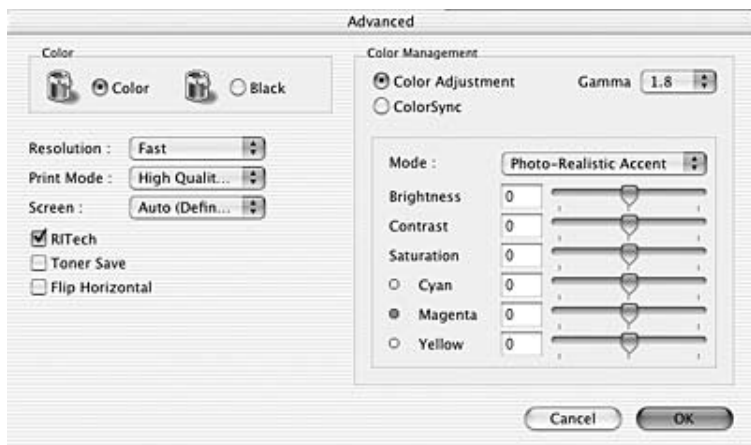 Advanced
Color
Color
Black
Resolution :
Fast
Print Mode :
High Qualit...
Screen :
Auto (Defin...
RITech
Toner Save
Flip Horizontal
Color Management
Color Adjustment
Gamma
1.8
ColorSync
Mode :
Photo-Realistic Accent
Brightness
0
Contrast
0
Saturation
0
Cyan
0
Magenta
0
Yellow
0
Cancel
OK